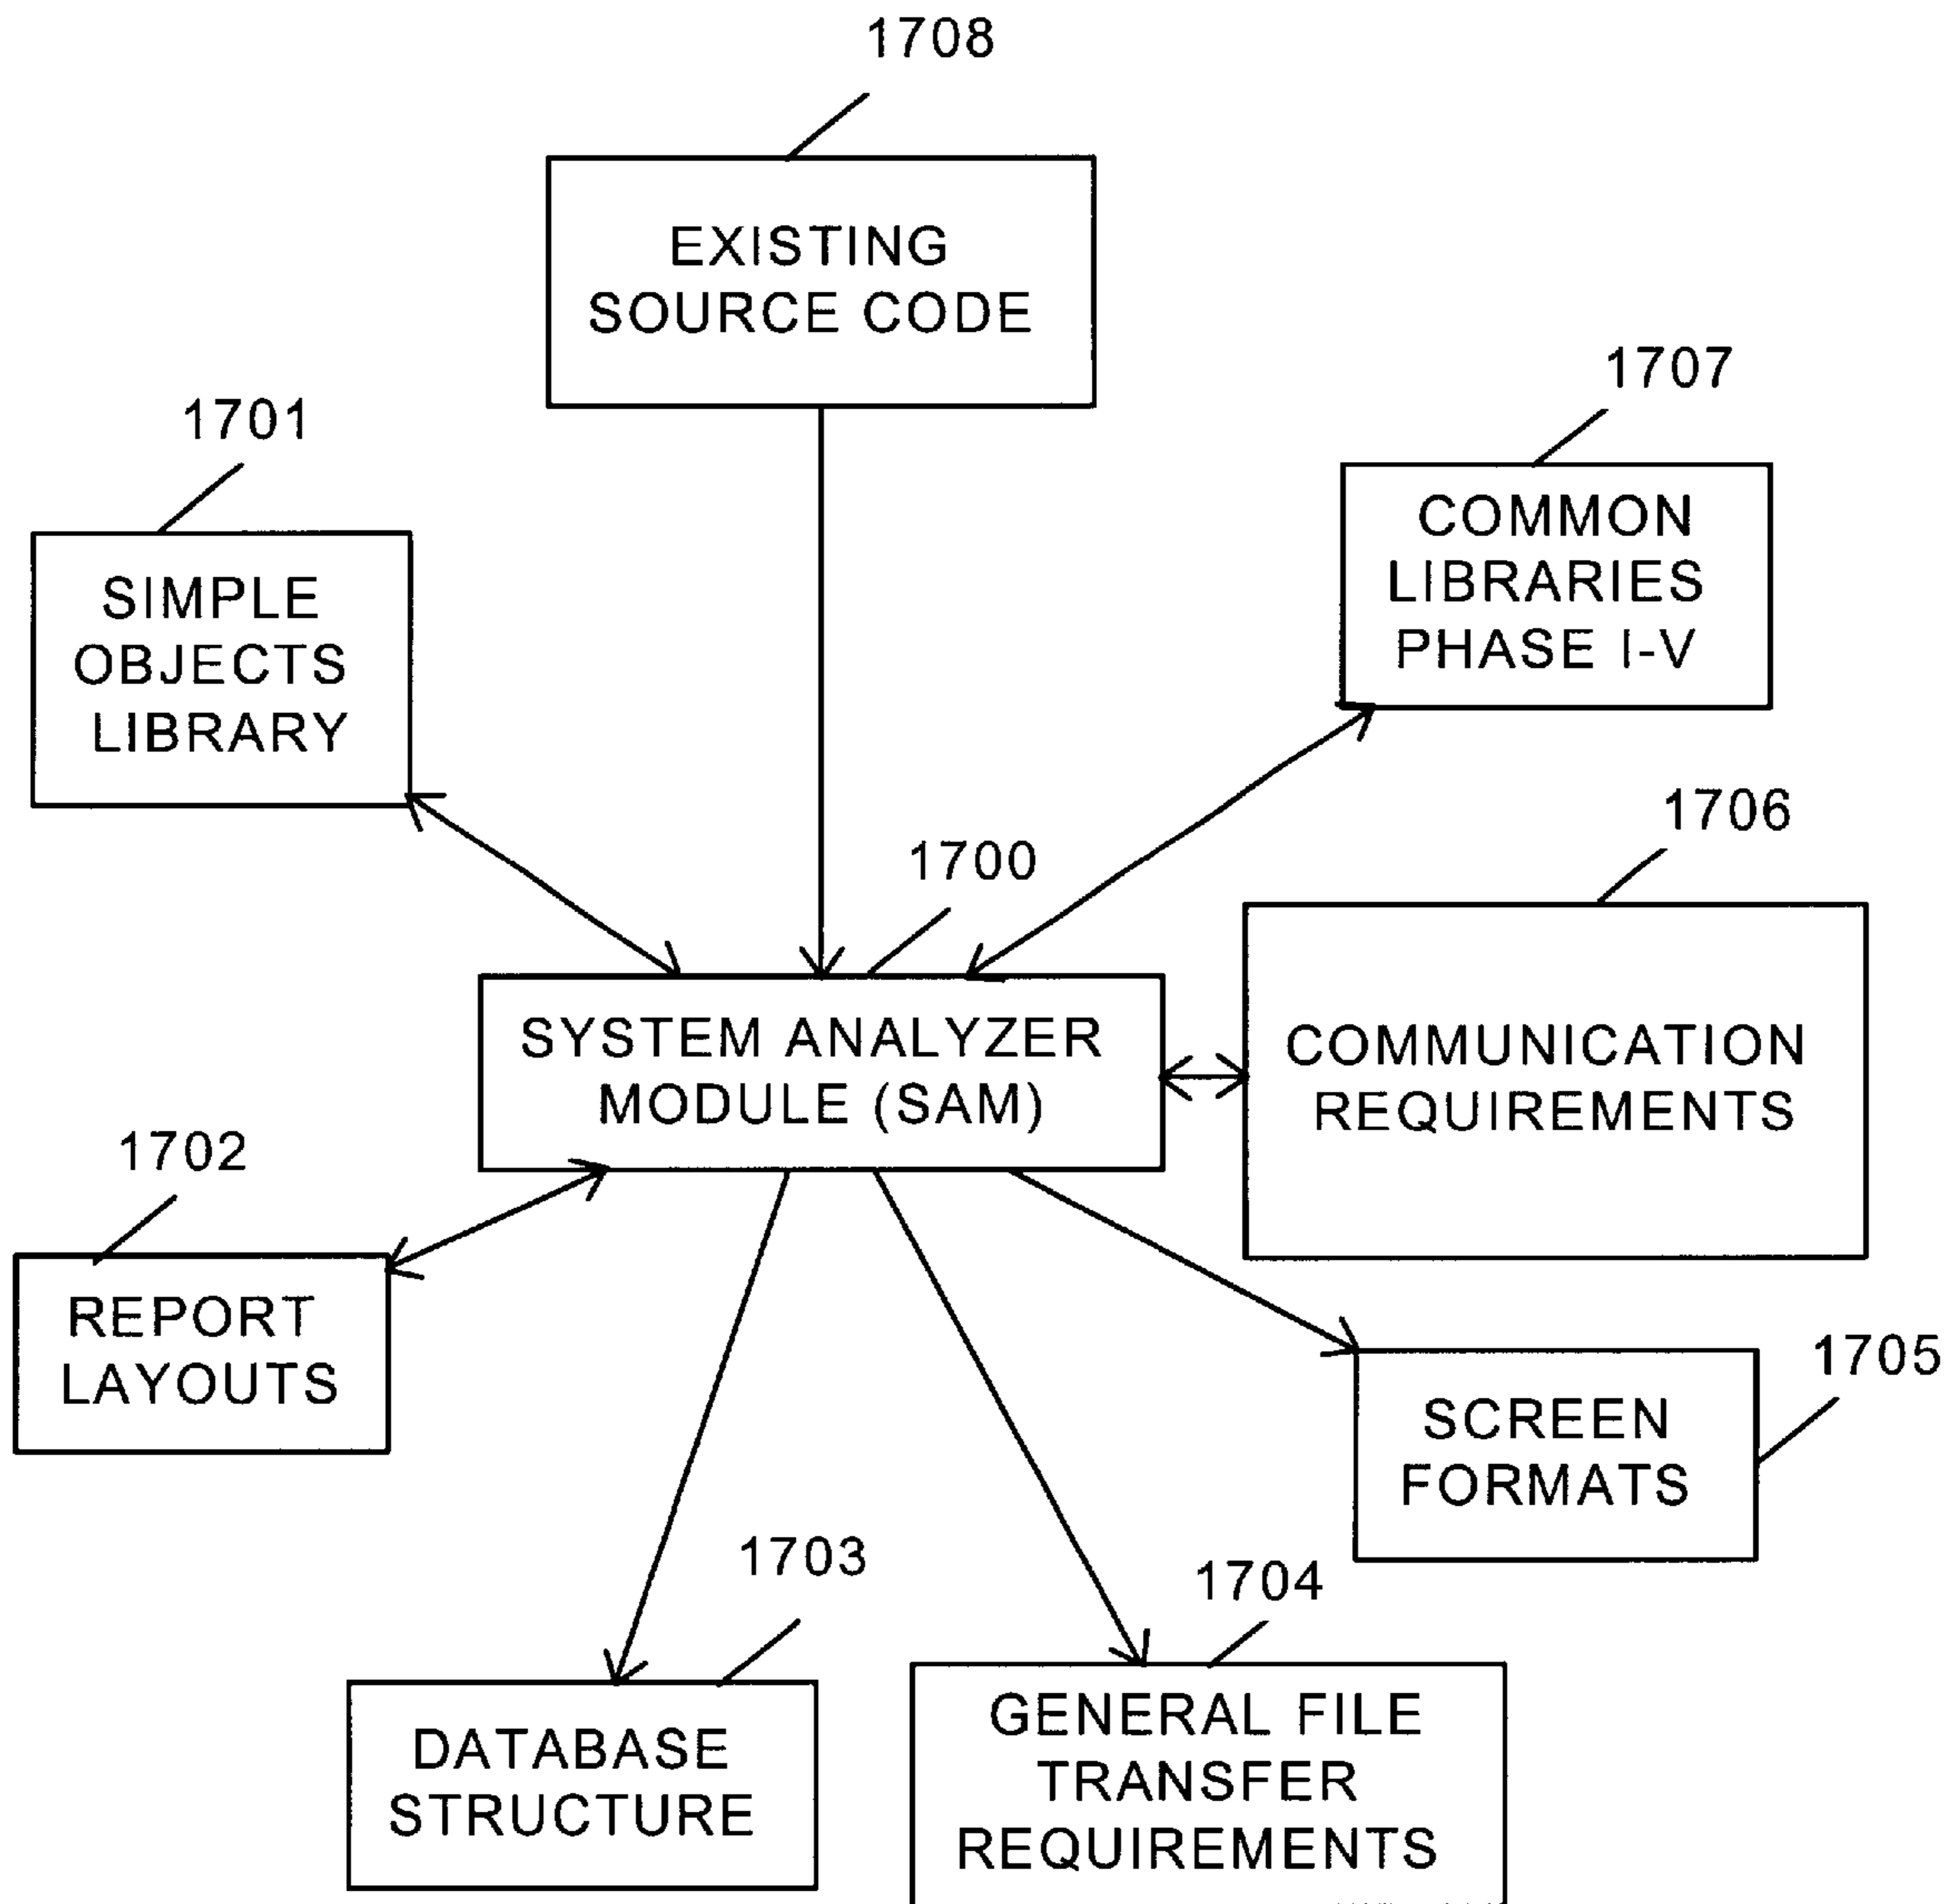 1708
EXISTING
SOURCE CODE
1707
1701
COMMON
LIBRARIES
PHASE I-V
SIMPLE
OBJECTS
LIBRARY
1706
1700
SYSTEM ANALYZER
MODULE (SAM)
COMMUNICATION
REQUIREMENTS
1702
REPORT
LAYOUTS
1705
SCREEN
FORMATS
1703
1704
DATABASE
STRUCTURE
GENERAL FILE
TRANSFER
REQUIREMENTS